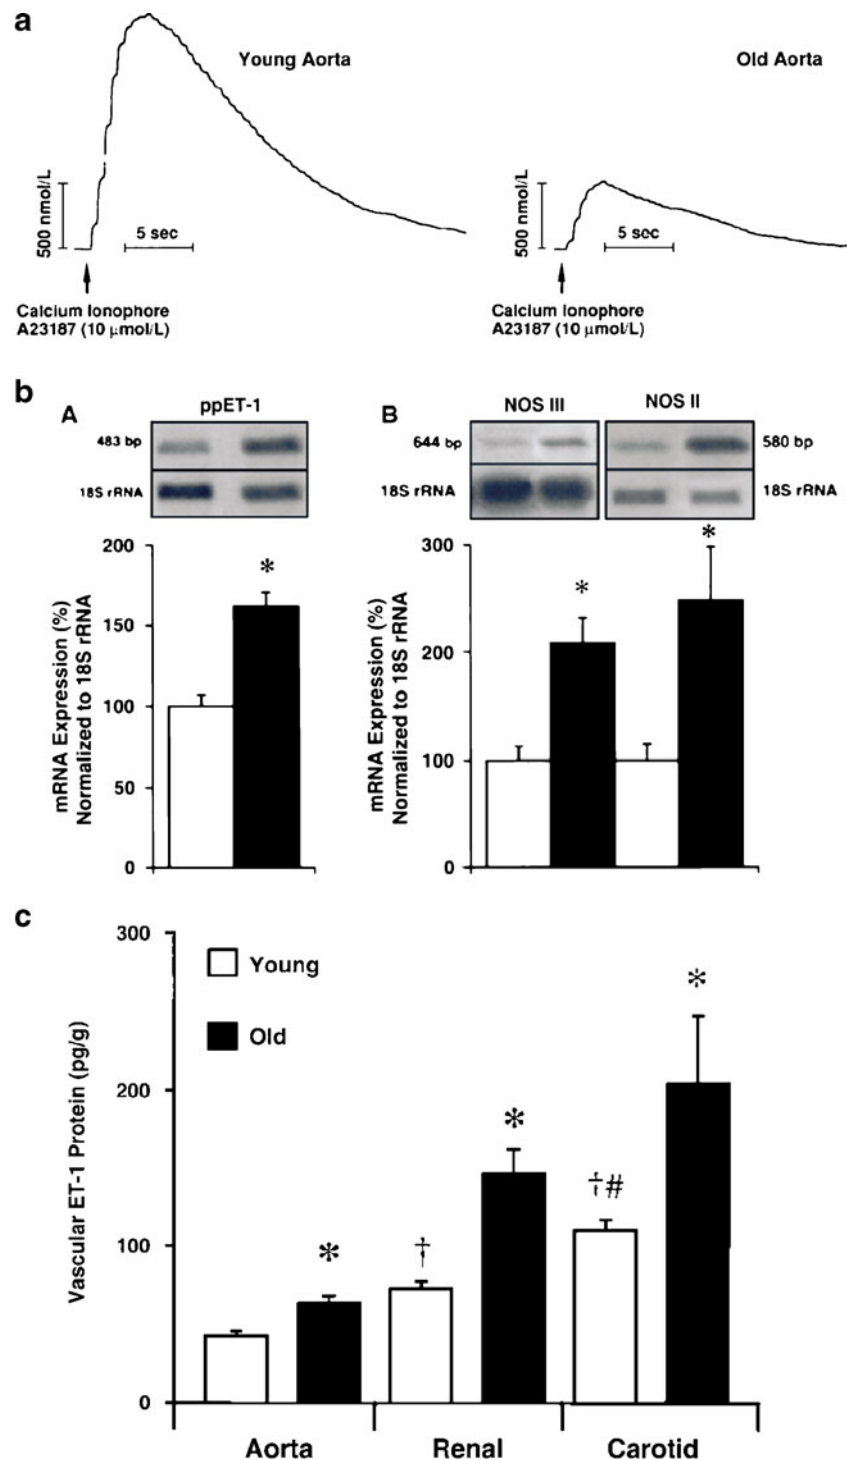 a
Young Aorta
Old Aorta
500 nmol/L
5 sec
500 nmol/L
5 sec
Calcium Ionophore
A23187 (10 µmol/L)
Calcium Ionophore
A23187 (10 µmol/L)
b
A
ppET-1
483 bp
18S rRNA
B
NOS III
NOS II
644 bp
580 bp
18S rRNA
18S rRNA
mRNA Expression (%)
Normalized to 18S rRNA
200
150
100
50
0
*
mRNA Expression (%)
Normalized to 18S rRNA
300
200
100
0
*
*
c
Vascular ET-1 Protein (pg/g)
300
200
100
0
Young
Old
*
†
*
†#
*
Aorta
Renal
Carotid